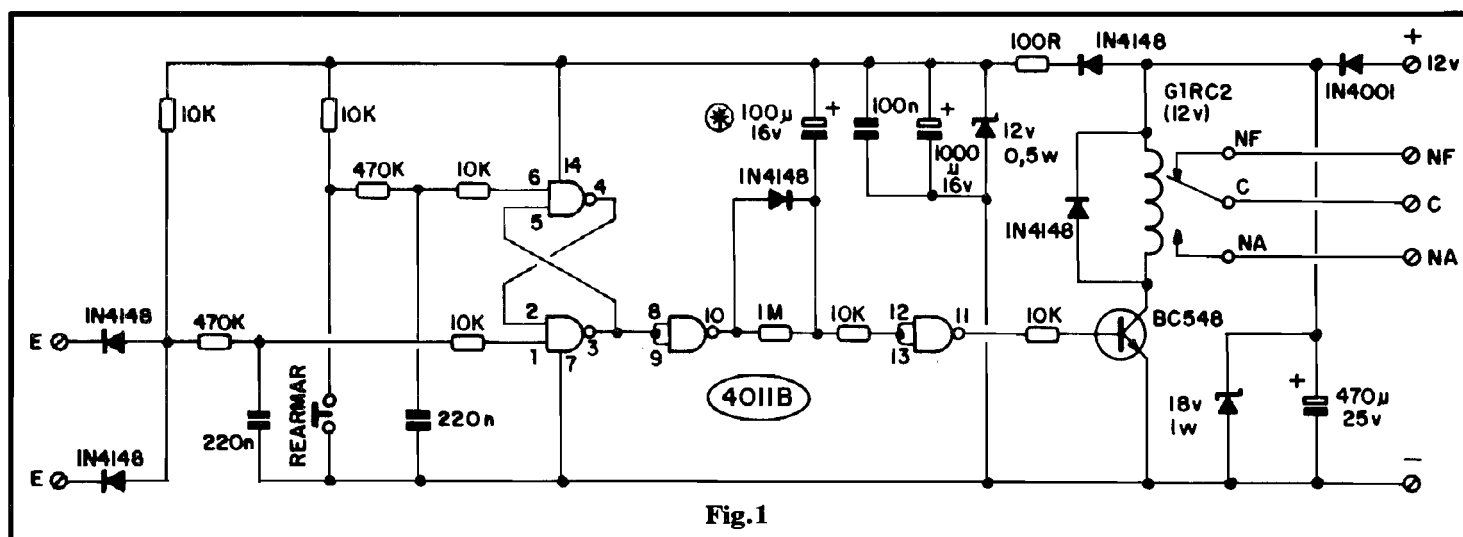 100R
1N4148
+
12v
1N4001
10K
10K
100µ
16v
+
100n
+
1000
µ
16v
12v
0,5w
G1RC2
(12v)
NF
NF
C
C
NA
NA
470K
10K
14
6
4
5
1N4148
1N4148
1N4148
E
470K
10K
2
1
3
7
8
9
10
1M
10K
12
13
11
10K
BC548
4011B
REARMAR
220n
220n
18v
1w
+
470µ
25v
1N4148
E
–
Fig.1